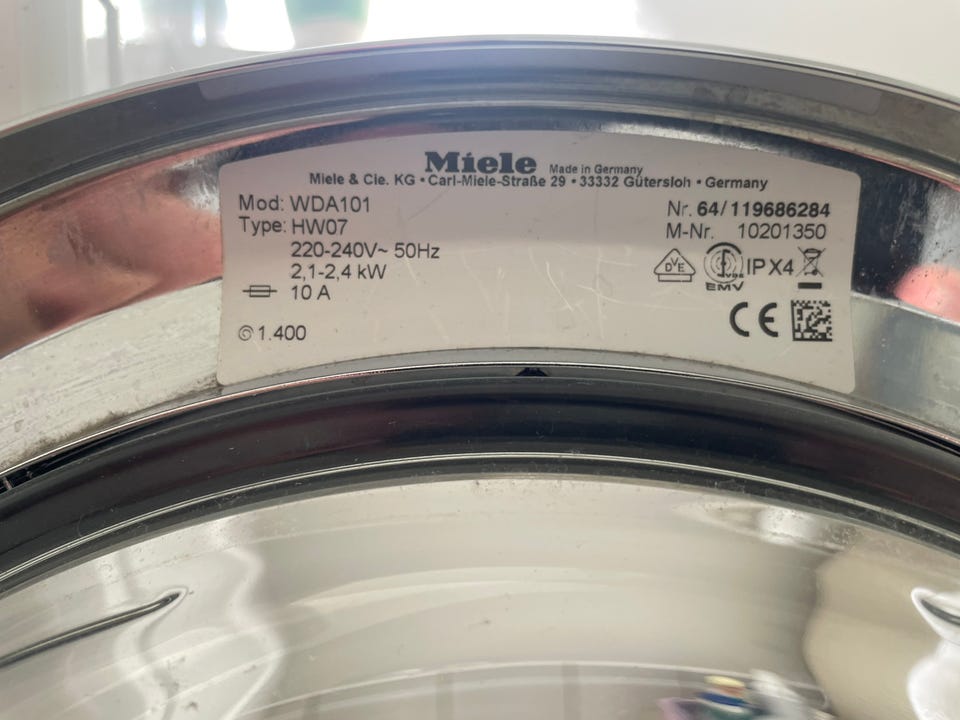 Miele Made in Germany
Miele & Cie. KG • Carl-Miele-Straße 29 • 33332 Gütersloh • Germany
Mod: WDA101
Type: HW07
220-240V~ 50Hz
2,1-2,4 kW
10 A
1.400
Nr. 64/119686284
M-Nr. 10201350
DVE IPX4
EMV
CE